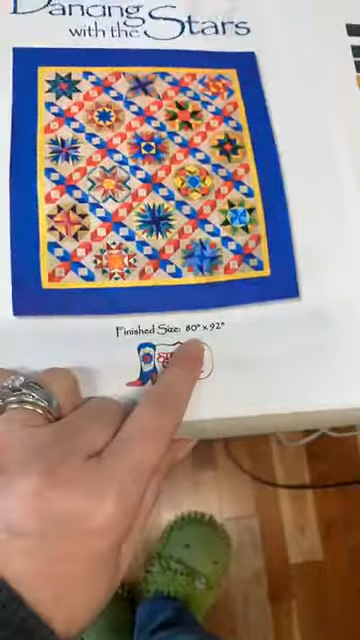 Dancing
with the Stars
Finished Size: 80" x 92"